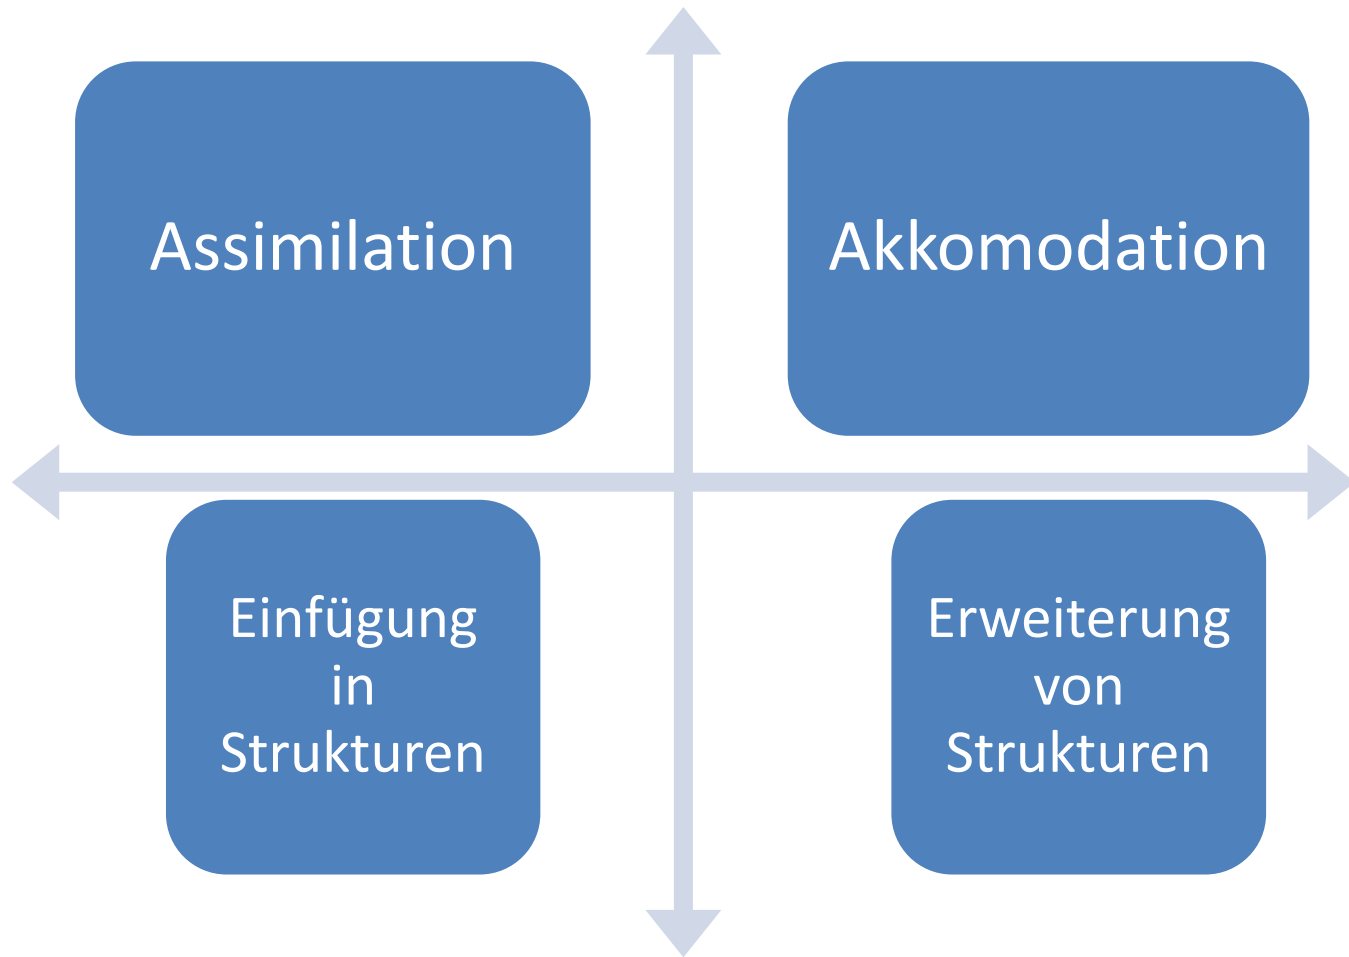 Assimilation
Akkomodation
Einfügung
in
Strukturen
Erweiterung
von
Strukturen